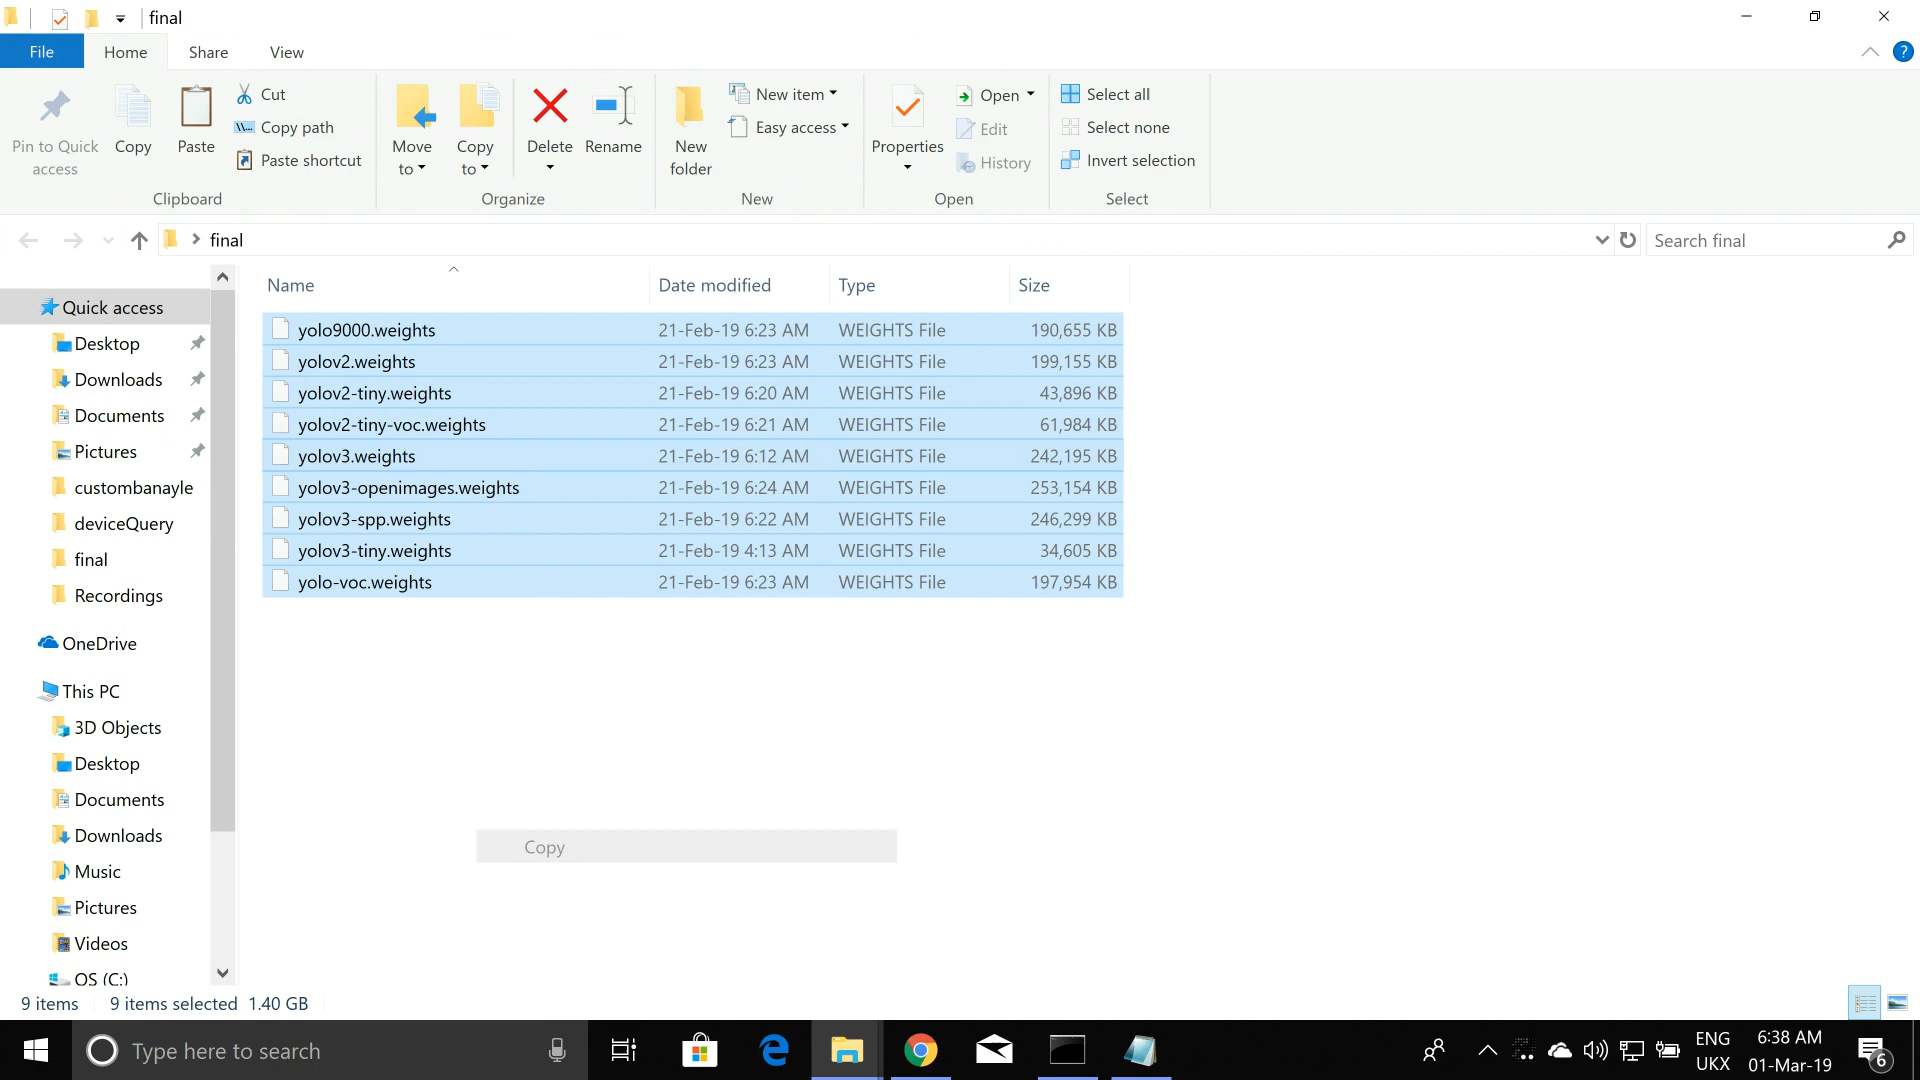 final
File Home Share View
Pin to Quick access
Copy
Paste
Cut
Copy path
Paste shortcut
Clipboard
Move to
Copy to
Delete
Rename
Organize
New folder
New item
Easy access
New
Properties
Open
Edit
History
Open
Select all
Select none
Invert selection
Select
final
Search final
Name Date modified Type Size
yolo9000.weights 21-Feb-19 6:23 AM WEIGHTS File 190,655 KB
yolov2.weights 21-Feb-19 6:23 AM WEIGHTS File 199,155 KB
yolov2-tiny.weights 21-Feb-19 6:20 AM WEIGHTS File 43,896 KB
yolov2-tiny-voc.weights 21-Feb-19 6:21 AM WEIGHTS File 61,984 KB
yolov3.weights 21-Feb-19 6:12 AM WEIGHTS File 242,195 KB
yolov3-openimages.weights 21-Feb-19 6:24 AM WEIGHTS File 253,154 KB
yolov3-spp.weights 21-Feb-19 6:22 AM WEIGHTS File 246,299 KB
yolov3-tiny.weights 21-Feb-19 4:13 AM WEIGHTS File 34,605 KB
yolo-voc.weights 21-Feb-19 6:23 AM WEIGHTS File 197,954 KB
Quick access
Desktop
Downloads
Documents
Pictures
custombanayle
deviceQuery
final
Recordings
OneDrive
This PC
3D Objects
Desktop
Documents
Downloads
Music
Pictures
Videos
OS (C:)
Copy
9 items 9 items selected 1.40 GB
Type here to search
ENG
UKX
6:38 AM
01-Mar-19
6